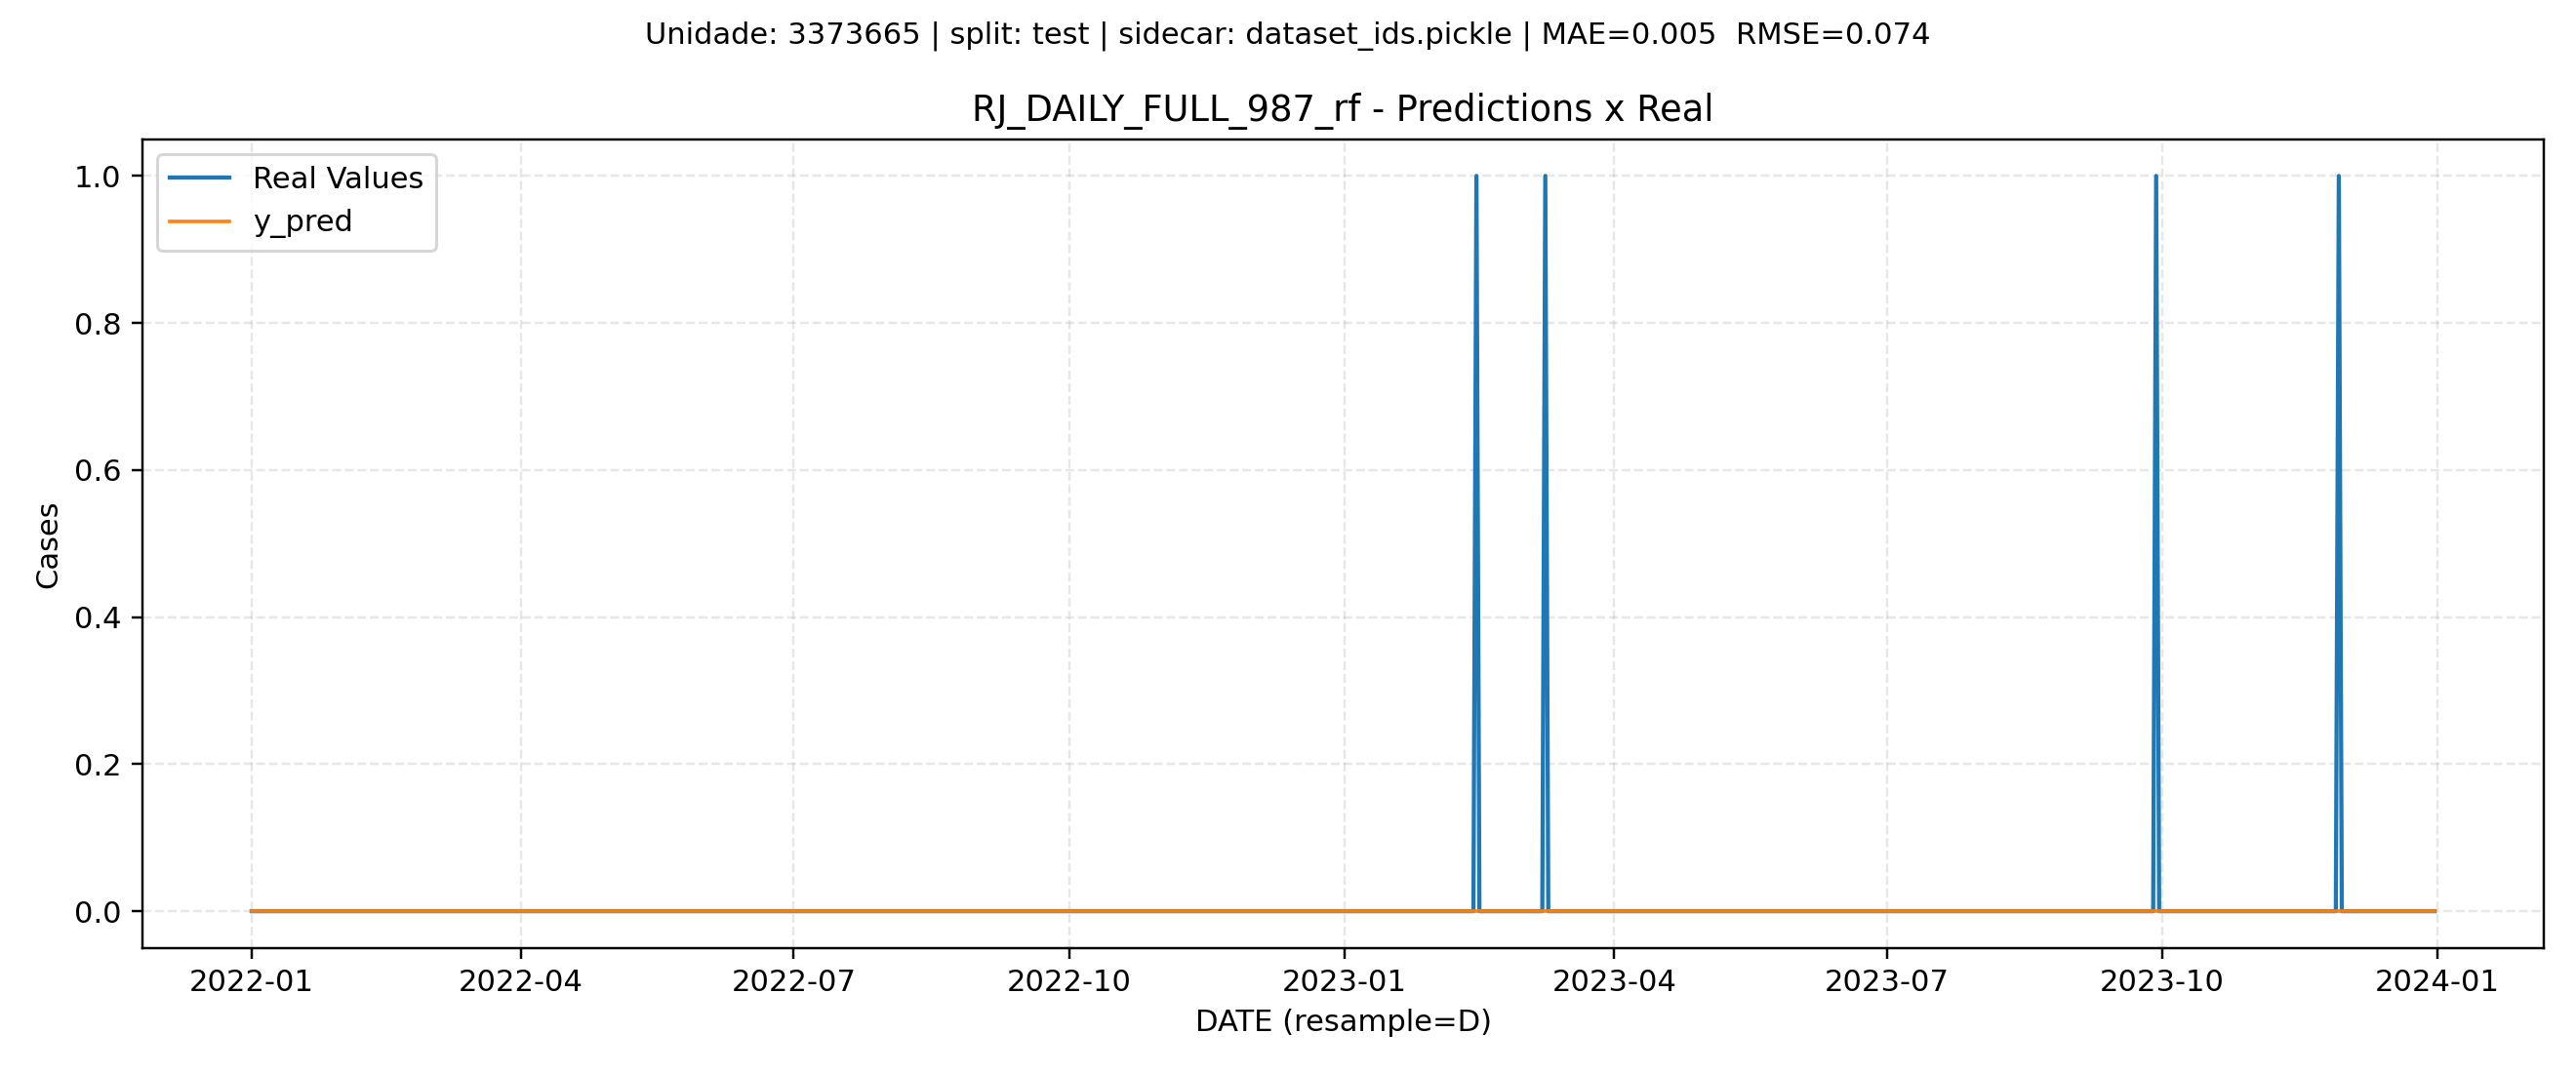 Unidade: 3373665 | split: test | sidecar: dataset_ids.pickle | MAE=0.005  RMSE=0.074
RJ_DAILY_FULL_987_rf - Predictions x Real
Real Values
y_pred
1.0
0.8
0.6
0.4
0.2
0.0
Cases
2022-01 2022-04 2022-07 2022-10 2023-01 2023-04 2023-07 2023-10 2024-01
DATE (resample=D)